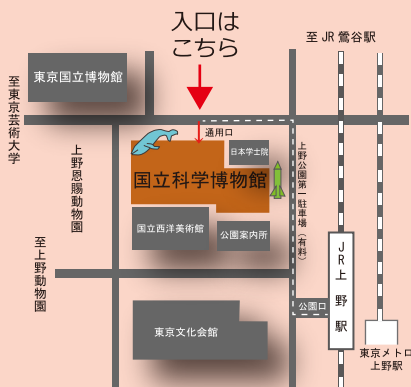 入口は
こちら
至JR鶯谷駅
東京国立博物館
至東京芸術大学
通用口
日本学士院
上野恩賜動物園
国立科学博物館
上野公園第一駐車場（有料）
国立西洋美術館
公園案内所
至上野動物園
JR上野駅
公園口
東京文化会館
東京メトロ
上野駅